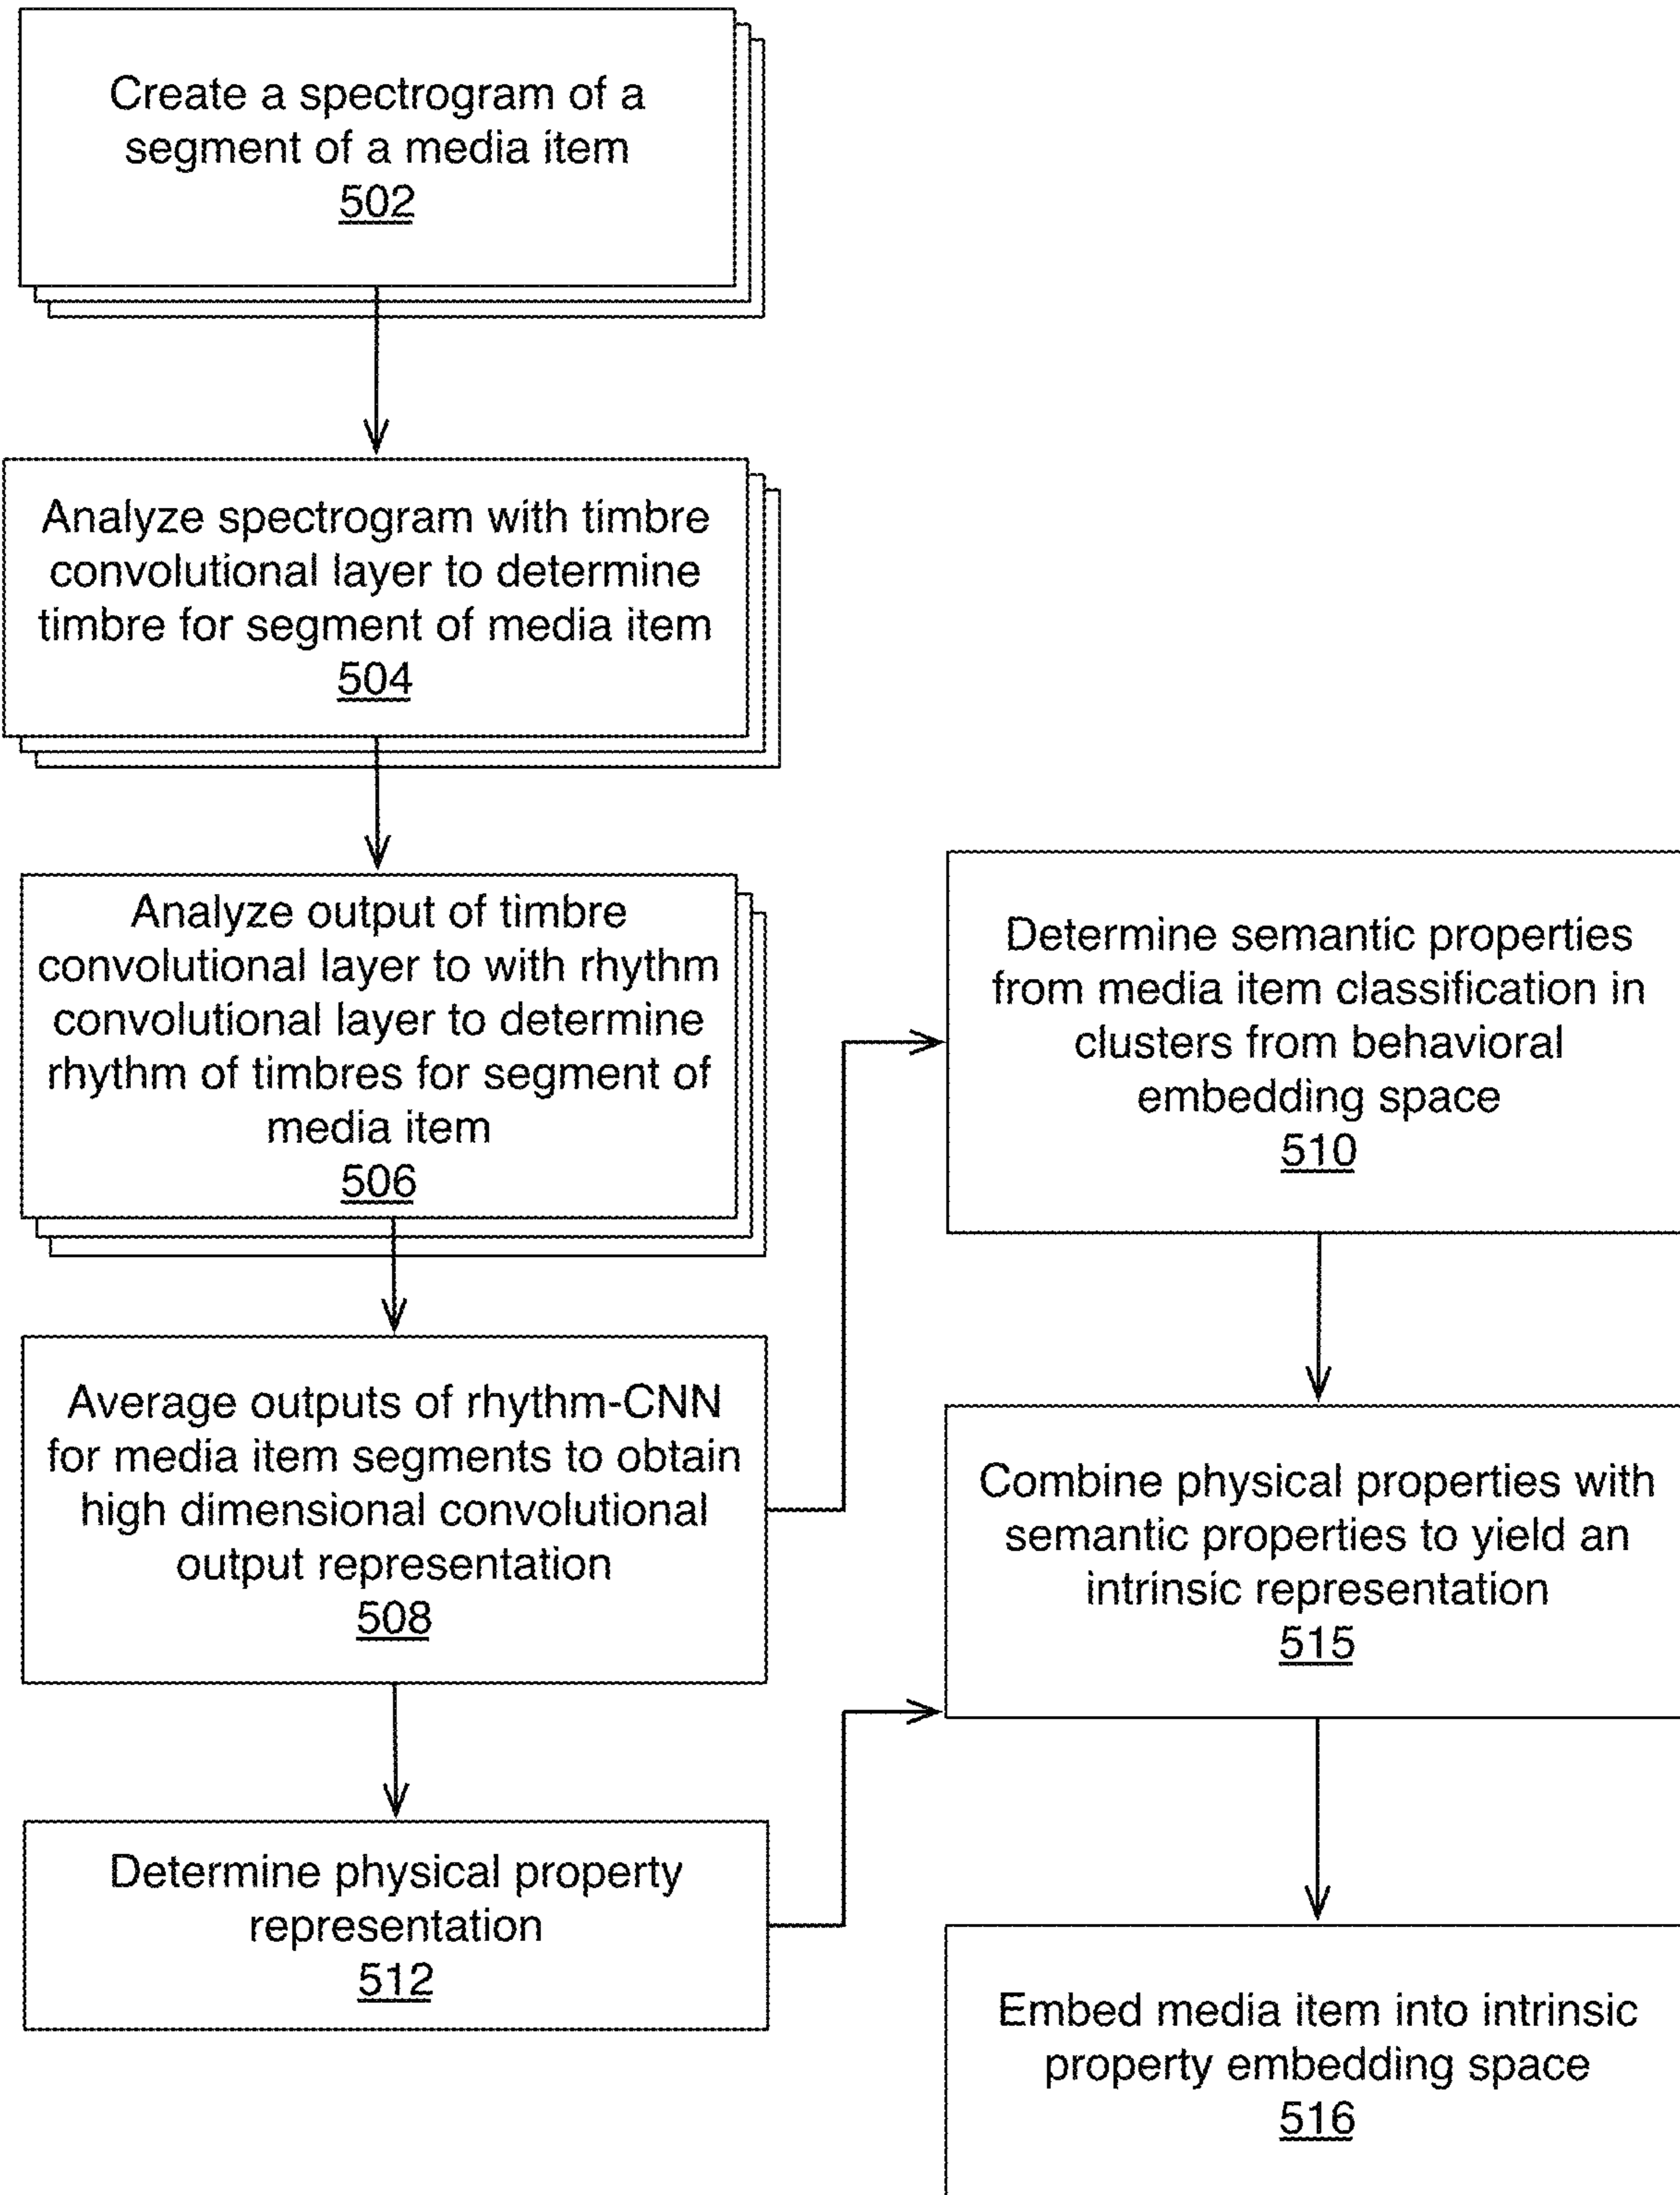 Create a spectrogram of a
segment of a media item
502
Analyze spectrogram with timbre
convolutional layer to determine
timbre for segment of media item
504
Analyze output of timbre
convolutional layer to with rhythm
convolutional layer to determine
rhythm of timbres for segment of
media item
506
Average outputs of rhythm-CNN
for media item segments to obtain
high dimensional convolutional
output representation
508
Determine physical property
representation
512
Determine semantic properties
from media item classification in
clusters from behavioral
embedding space
510
Combine physical properties with
semantic properties to yield an
intrinsic representation
515
Embed media item into intrinsic
property embedding space
516